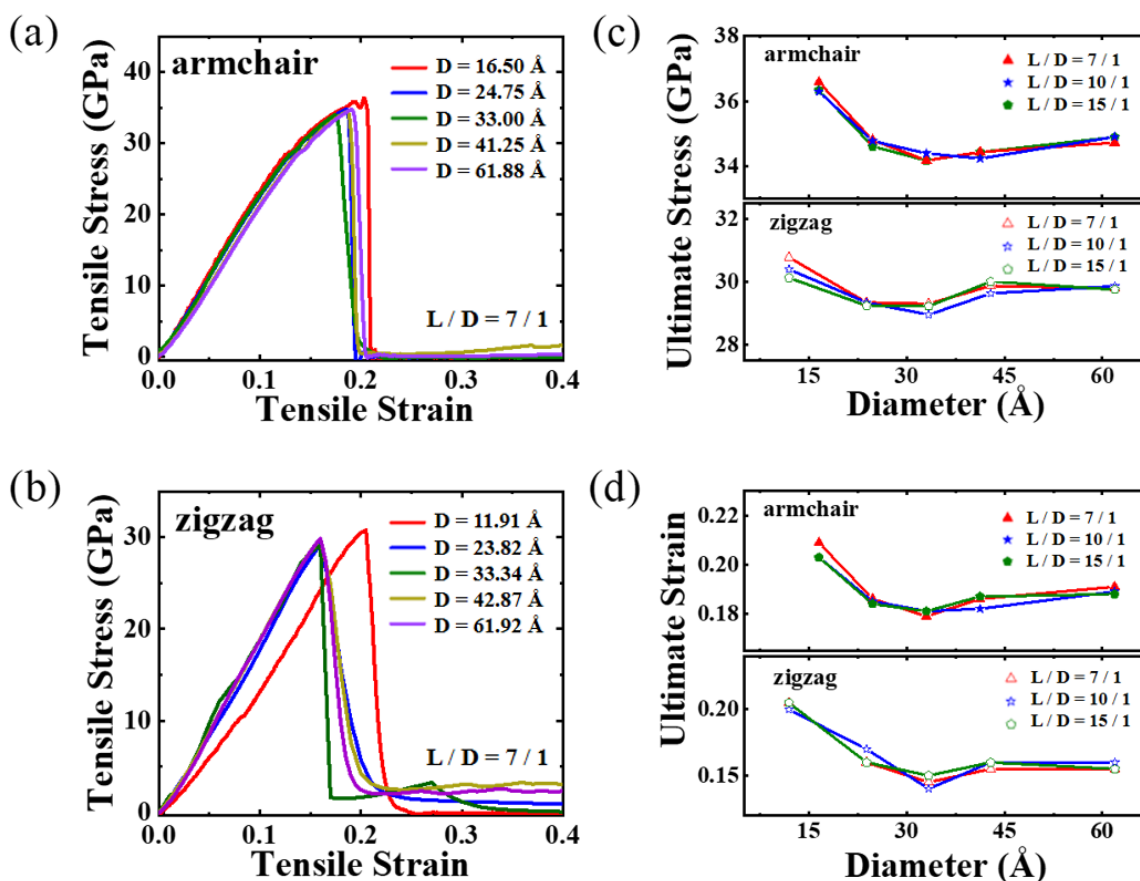 (a)
armchair
D = 16.50 Å
D = 24.75 Å
D = 33.00 Å
D = 41.25 Å
D = 61.88 Å
L / D = 7 / 1
Tensile Stress (GPa)
40
30
20
10
0
0.0 0.1 0.2 0.3 0.4
Tensile Strain
(c)
armchair
L / D = 7 / 1
L / D = 10 / 1
L / D = 15 / 1
38
36
34
zigzag
L / D = 7 / 1
L / D = 10 / 1
L / D = 15 / 1
32
30
28
Ultimate Stress (GPa)
15 30 45 60
Diameter (Å)
(b)
zigzag
D = 11.91 Å
D = 23.82 Å
D = 33.34 Å
D = 42.87 Å
D = 61.92 Å
L / D = 7 / 1
Tensile Stress (GPa)
30
20
10
0
0.0 0.1 0.2 0.3 0.4
Tensile Strain
(d)
armchair
L / D = 7 / 1
L / D = 10 / 1
L / D = 15 / 1
0.22
0.20
0.18
zigzag
L / D = 7 / 1
L / D = 10 / 1
L / D = 15 / 1
0.20
0.15
Ultimate Strain
15 30 45 60
Diameter (Å)